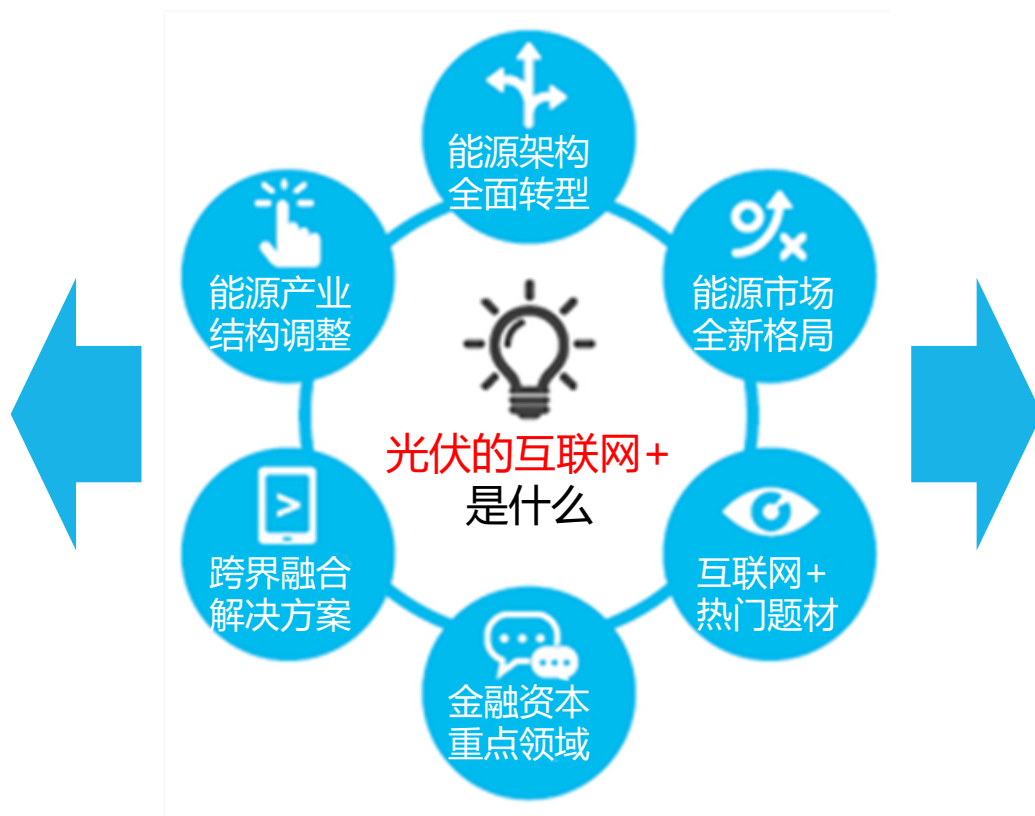 能源架构
全面转型
能源产业
结构调整
能源市场
全新格局
光伏的互联网+
是什么
跨界融合
解决方案
互联网+
热门题材
金融资本
重点领域